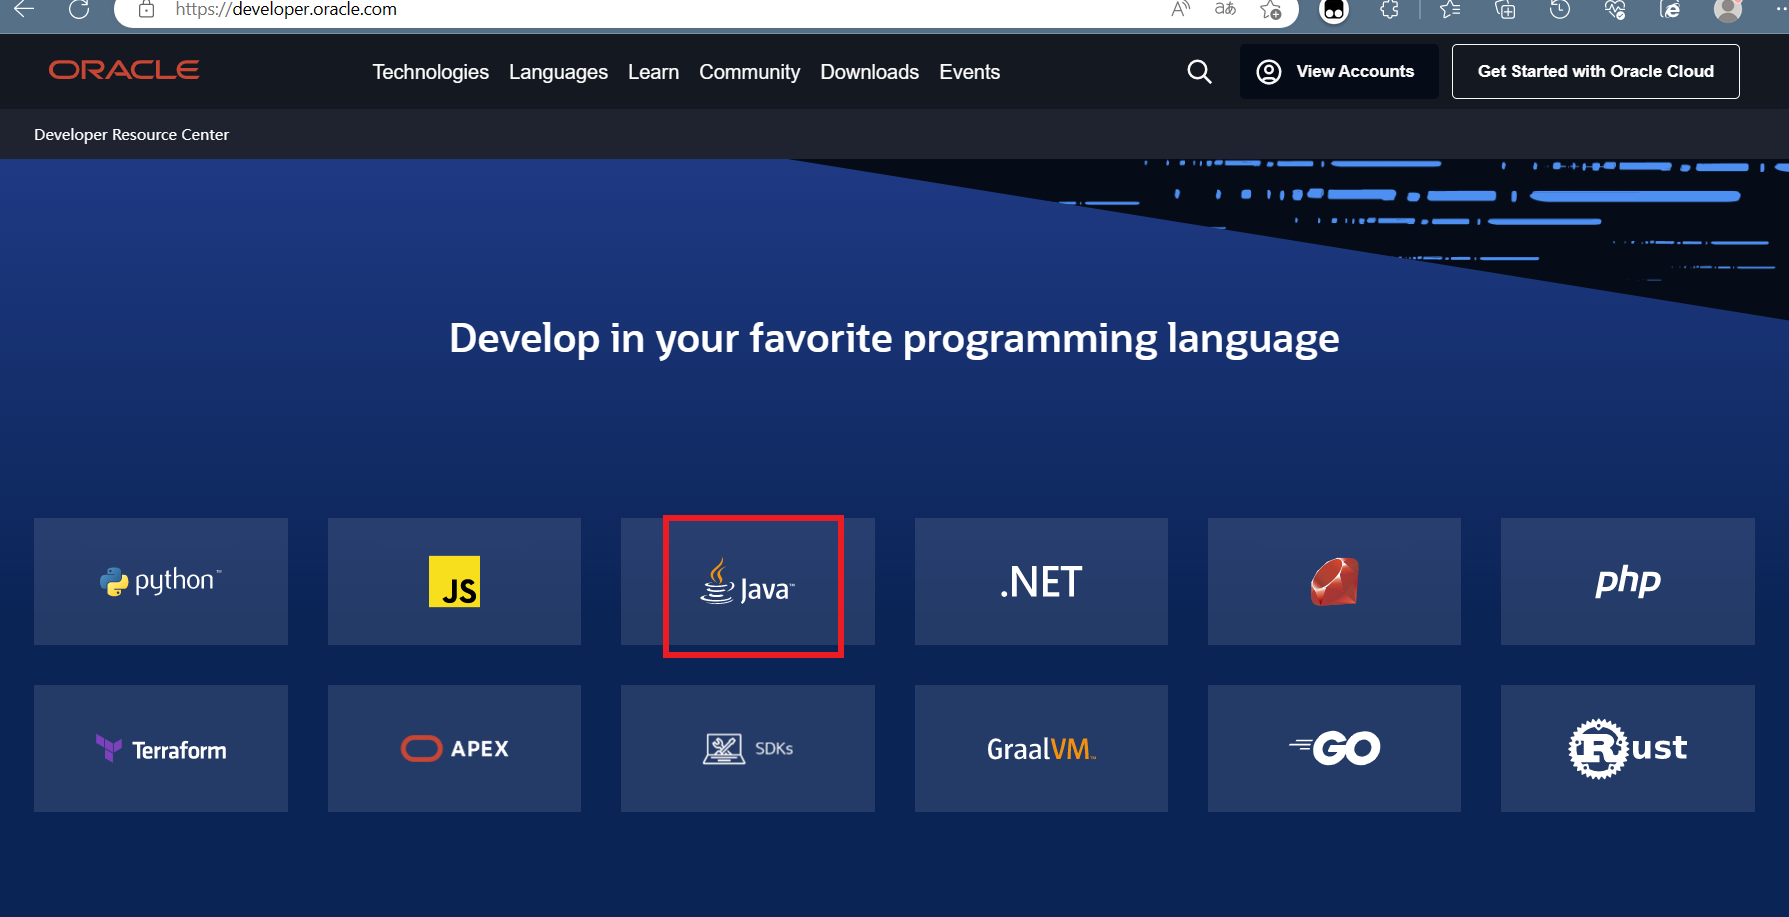 https://developer.oracle.com
ORACLE
Technologies Languages Learn Community Downloads Events
View Accounts
Get Started with Oracle Cloud
Developer Resource Center
Develop in your favorite programming language
python™
JS
Java™
.NET
php
Terraform
APEX
SDKs
GraalVM™
GO
Rust